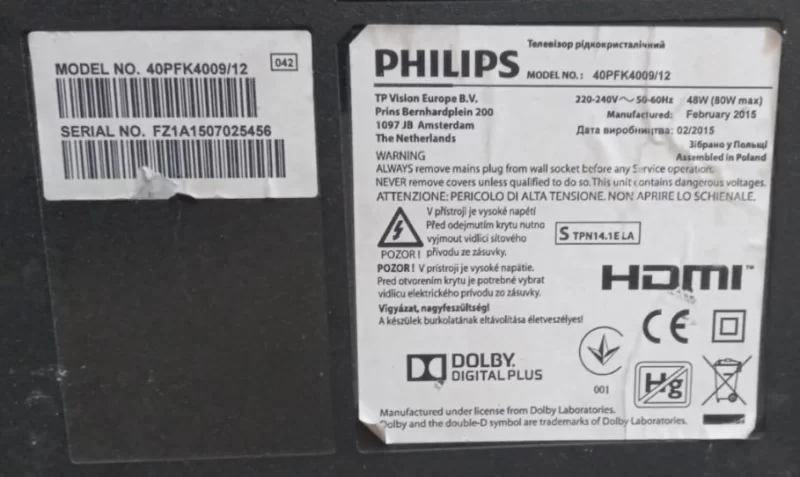 MODEL NO. 40PFK4009/12
042
SERIAL NO. FZ1A1507025456
PHILIPS
Телевізор рідкокристалічний
MODEL NO.: 40PFK4009/12
TP Vision Europe B.V.
Prins Bernhardplein 200
1097 JB Amsterdam
The Netherlands
220-240V～50-60Hz 48W (80W max)
Manufactured: February 2015
Дата виробництва: 02/2015
Зібрано у Польщі
Assembled in Poland
WARNING
ALWAYS remove mains plug from wall socket before any Service operation.
NEVER remove covers unless qualified to do so. This unit contains dangerous voltages.
ATTENZIONE: PERICOLO DI ALTA TENSIONE. NON APRIRE LO SCHIENALE.
V přístroji je vysoké napětí
Před odejmutím krytu nutno
vyjmout vidlici síťového
POZOR! přívodu ze zásuvky.
S TPN14.1E LA
POZOR! V prístroji je vysoké napätie.
Pred otvorením krytu je potrebné vybrat
vidlicu elektrického prívodu zo zásuvky.
Vigyázat, nagyfeszültség!
A készülek burkolatának eltávolítása életveszélyes!
HDMI™
CE
DOLBY.
DIGITAL PLUS
001
Hg
Manufactured under license from Dolby Laboratories.
Dolby and the double-D symbol are trademarks of Dolby Laboratories.